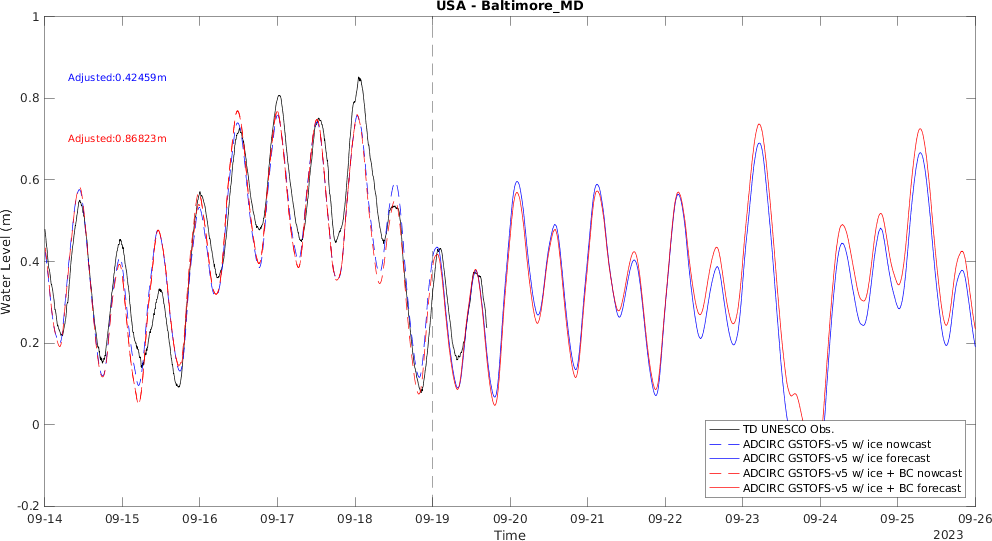 USA - Baltimore_MD
1
0.8
0.6
0.4
0.2
0
-0.2
Water Level (m)
Adjusted:0.42459m
Adjusted:0.86823m
TD UNESCO Obs.
ADCIRC GSTOFS-v5 w/ ice nowcast
ADCIRC GSTOFS-v5 w/ ice forecast
ADCIRC GSTOFS-v5 w/ ice + BC nowcast
ADCIRC GSTOFS-v5 w/ ice + BC forecast
09-14 09-15 09-16 09-17 09-18 09-19 09-20 09-21 09-22 09-23 09-24 09-25 09-26
Time
2023